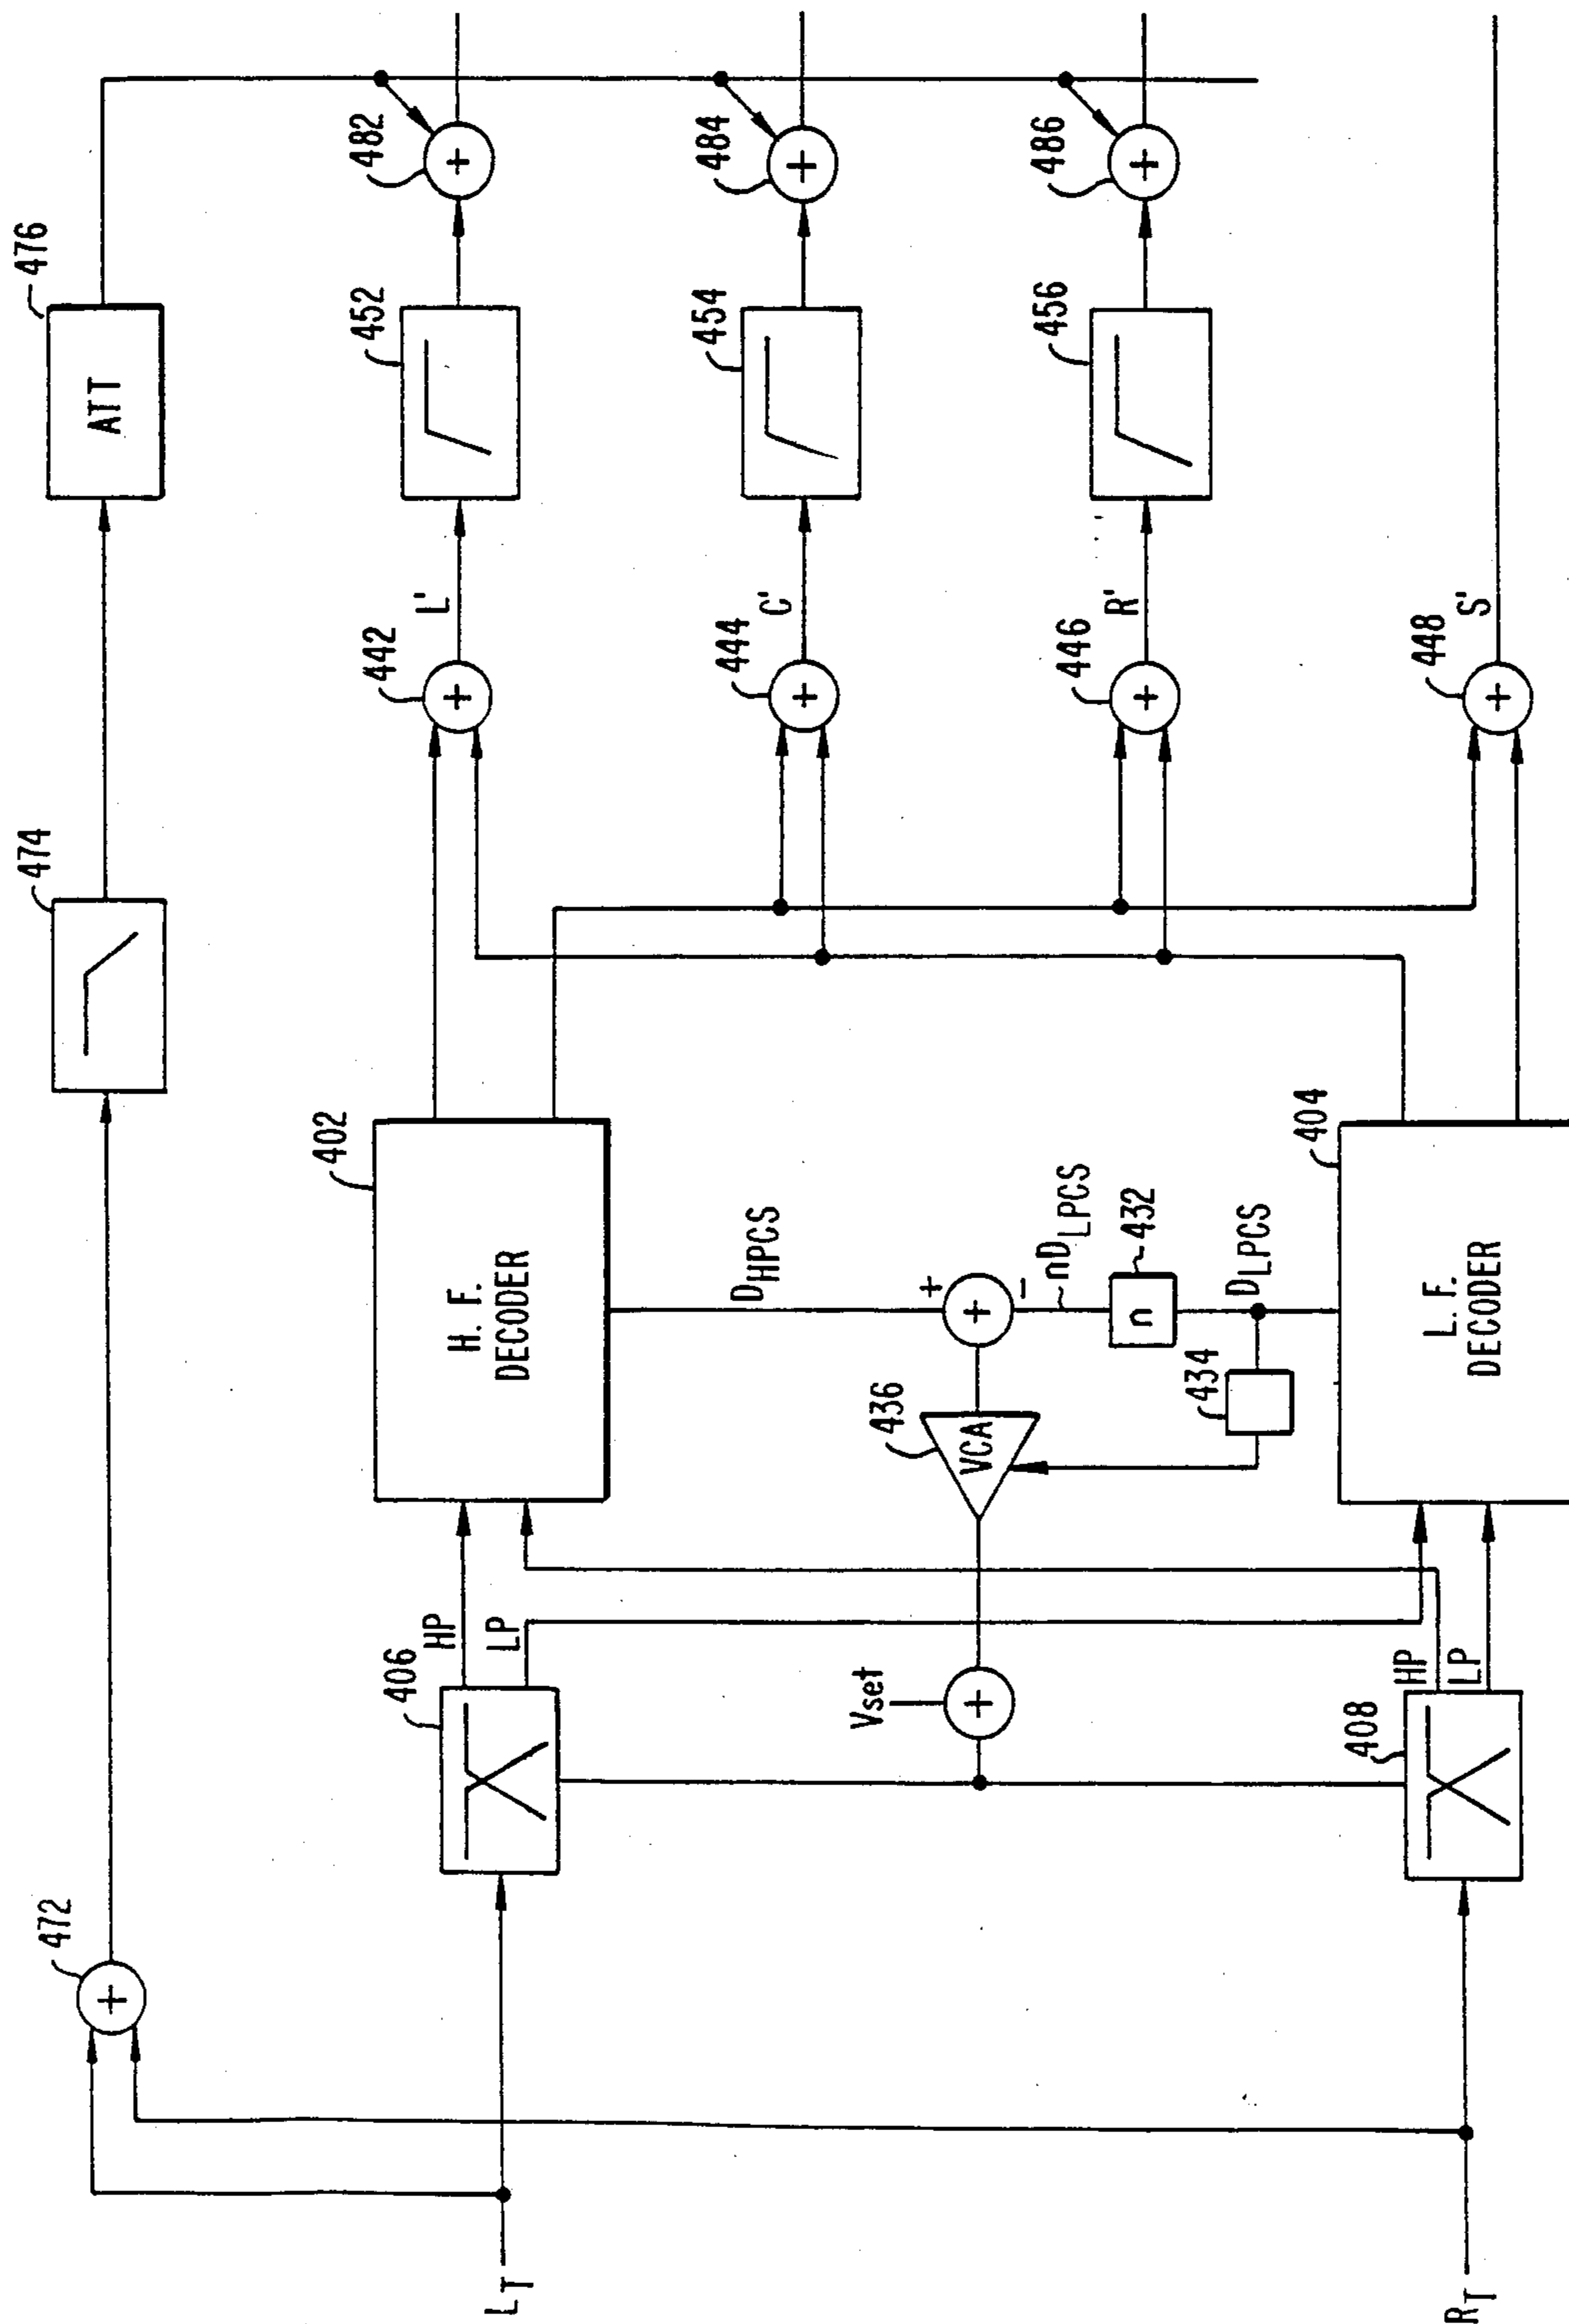 472
474
476
ATT
L_T
406
HP
LP
402
H. F.
DECODER
442
+
L'
452
482
+
444
+
C'
454
484
+
446
+
R'
456
486
+
448
+
S'
D_HPCS
+
+
−
nD_LPCS
n
432
D_LPCS
434
436
VCA
Vset
+
+
R_T
408
HP
LP
404
L. F.
DECODER